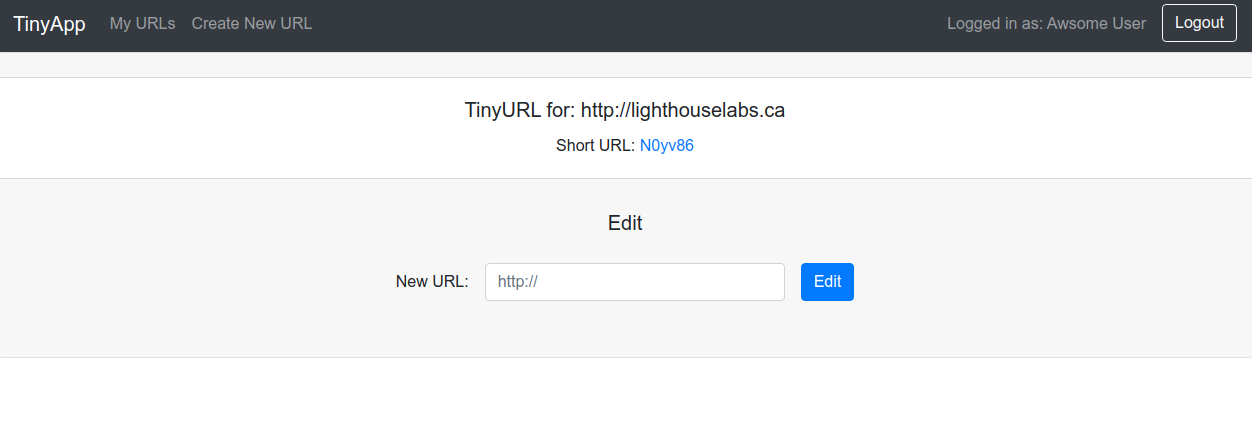 TinyApp My URLs Create New URL Logged in as: Awsome User Logout
TinyURL for: http://lighthouselabs.ca
Short URL: N0yv86
Edit
New URL: http:// Edit